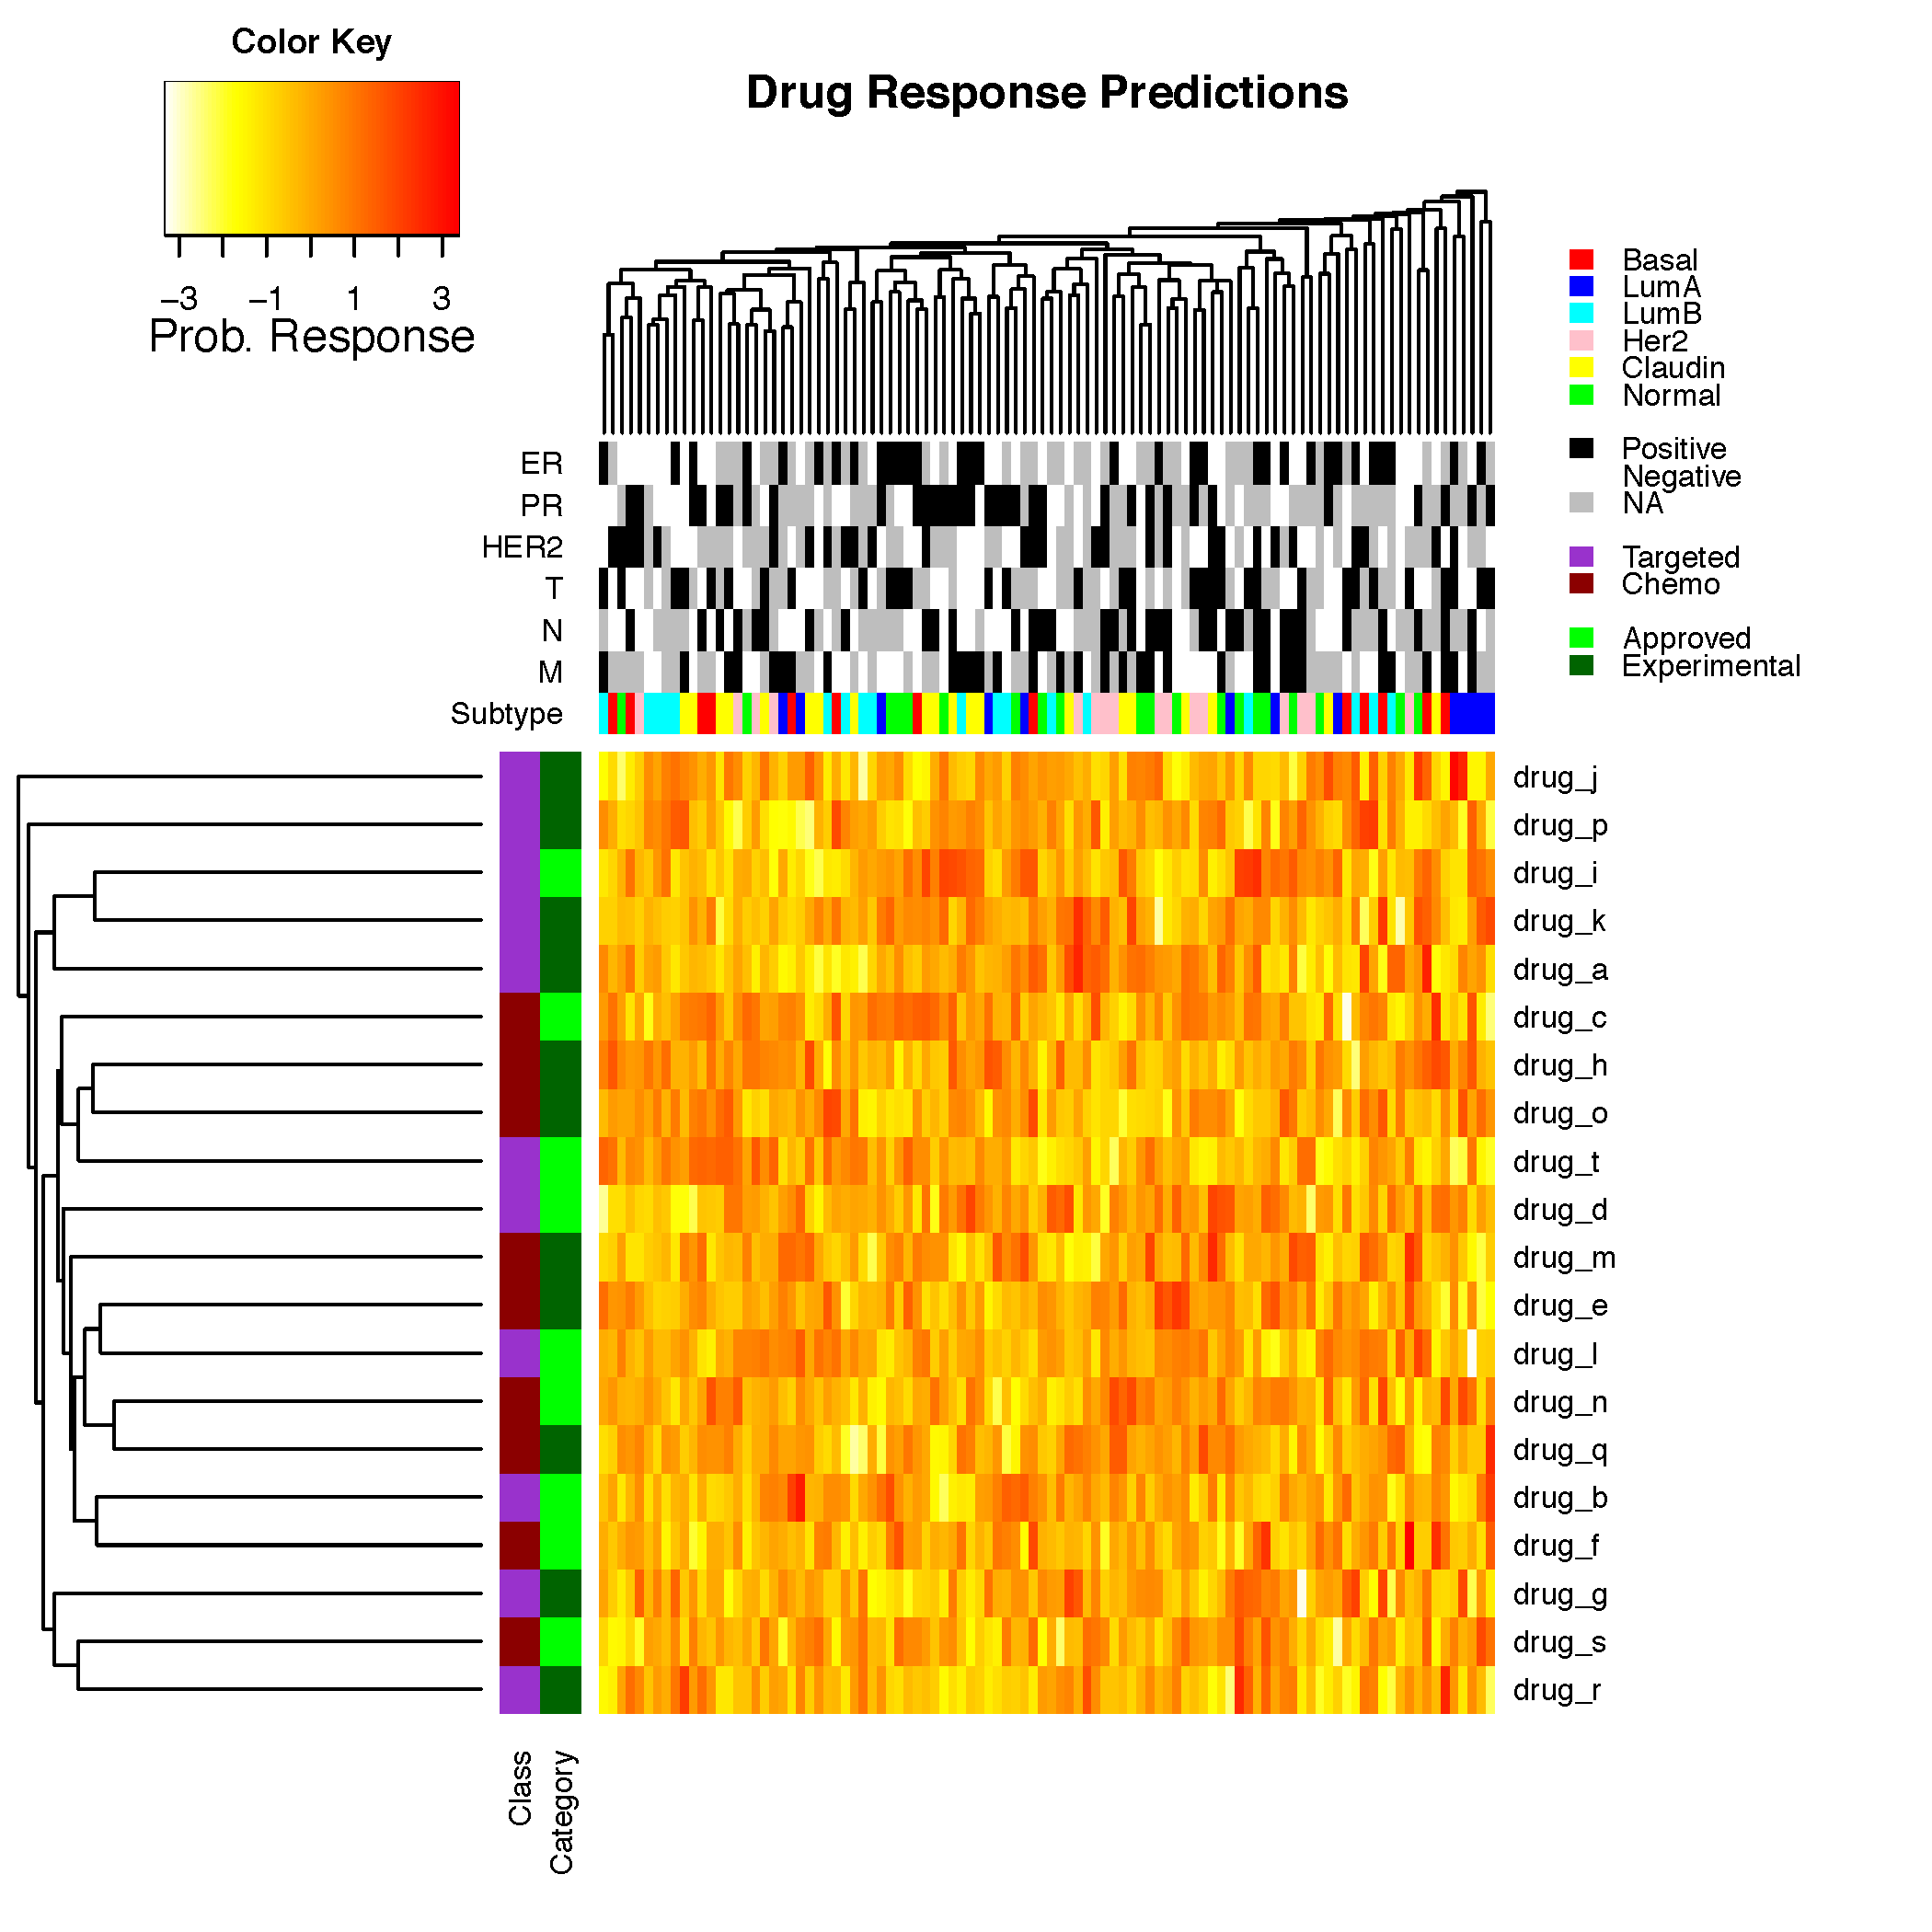 Color Key
−3 −1 1 3
Prob. Response
Drug Response Predictions
Basal
LumA
LumB
Her2
Claudin
Normal
Positive
Negative
NA
Targeted
Chemo
Approved
Experimental
ER
PR
HER2
T
N
M
Subtype
drug_j
drug_p
drug_i
drug_k
drug_a
drug_c
drug_h
drug_o
drug_t
drug_d
drug_m
drug_e
drug_l
drug_n
drug_q
drug_b
drug_f
drug_g
drug_s
drug_r
Class
Category